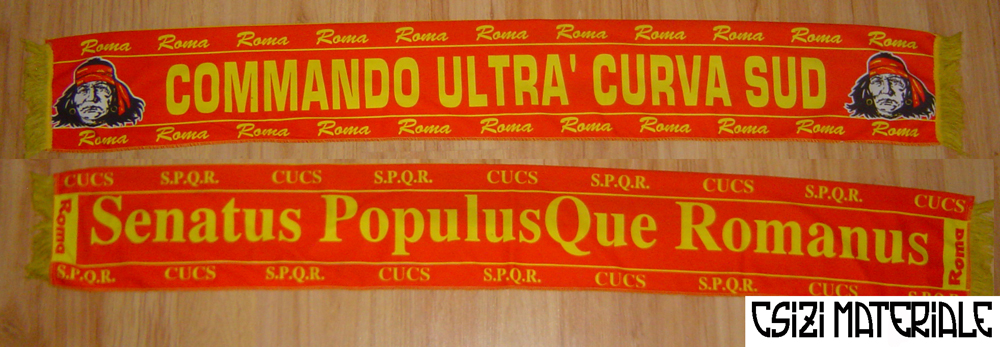 Roma Roma Roma Roma Roma Roma Roma Roma Roma Roma Roma
COMMANDO ULTRA' CURVA SUD
Roma Roma Roma Roma Roma Roma Roma Roma Roma Roma Roma
CUCS S.P.Q.R. CUCS S.P.Q.R. CUCS S.P.Q.R. CUCS S.P.Q.R. CUCS
Roma
Senatus PopulusQue Romanus
Roma
S.P.Q.R. CUCS S.P.Q.R. CUCS S.P.Q.R. CUCS S.P.Q.R. CUCS S.P.Q.R.
CSIZI MATERIALE